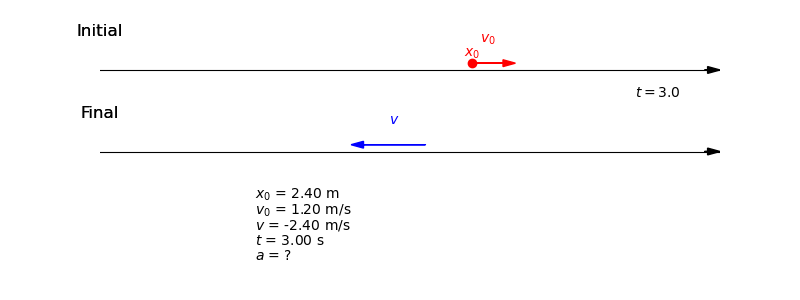 Initial
v₀
x₀
t = 3.0
Final
v
x₀ = 2.40 m
v₀ = 1.20 m/s
v = -2.40 m/s
t = 3.00 s
a = ?